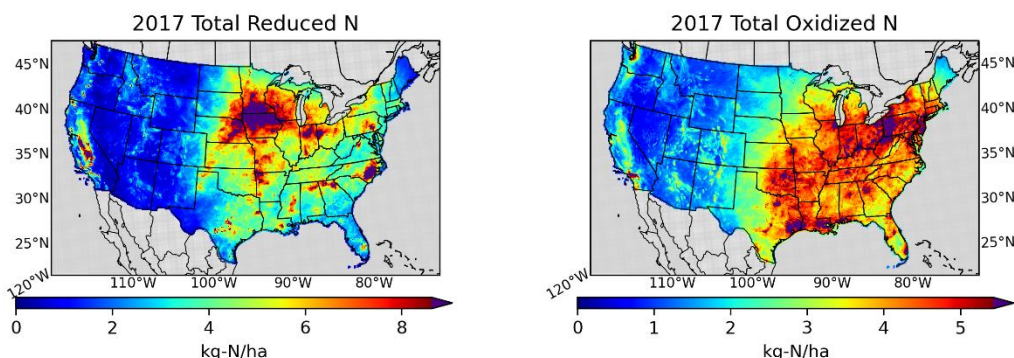 2017 Total Reduced N
2017 Total Oxidized N
45°N
40°N
35°N
30°N
25°N
120°W
110°W
100°W
90°W
80°W
0
2
4
6
8
kg-N/ha
45°N
40°N
35°N
30°N
25°N
120°W
110°W
100°W
90°W
80°W
0
1
2
3
4
5
kg-N/ha